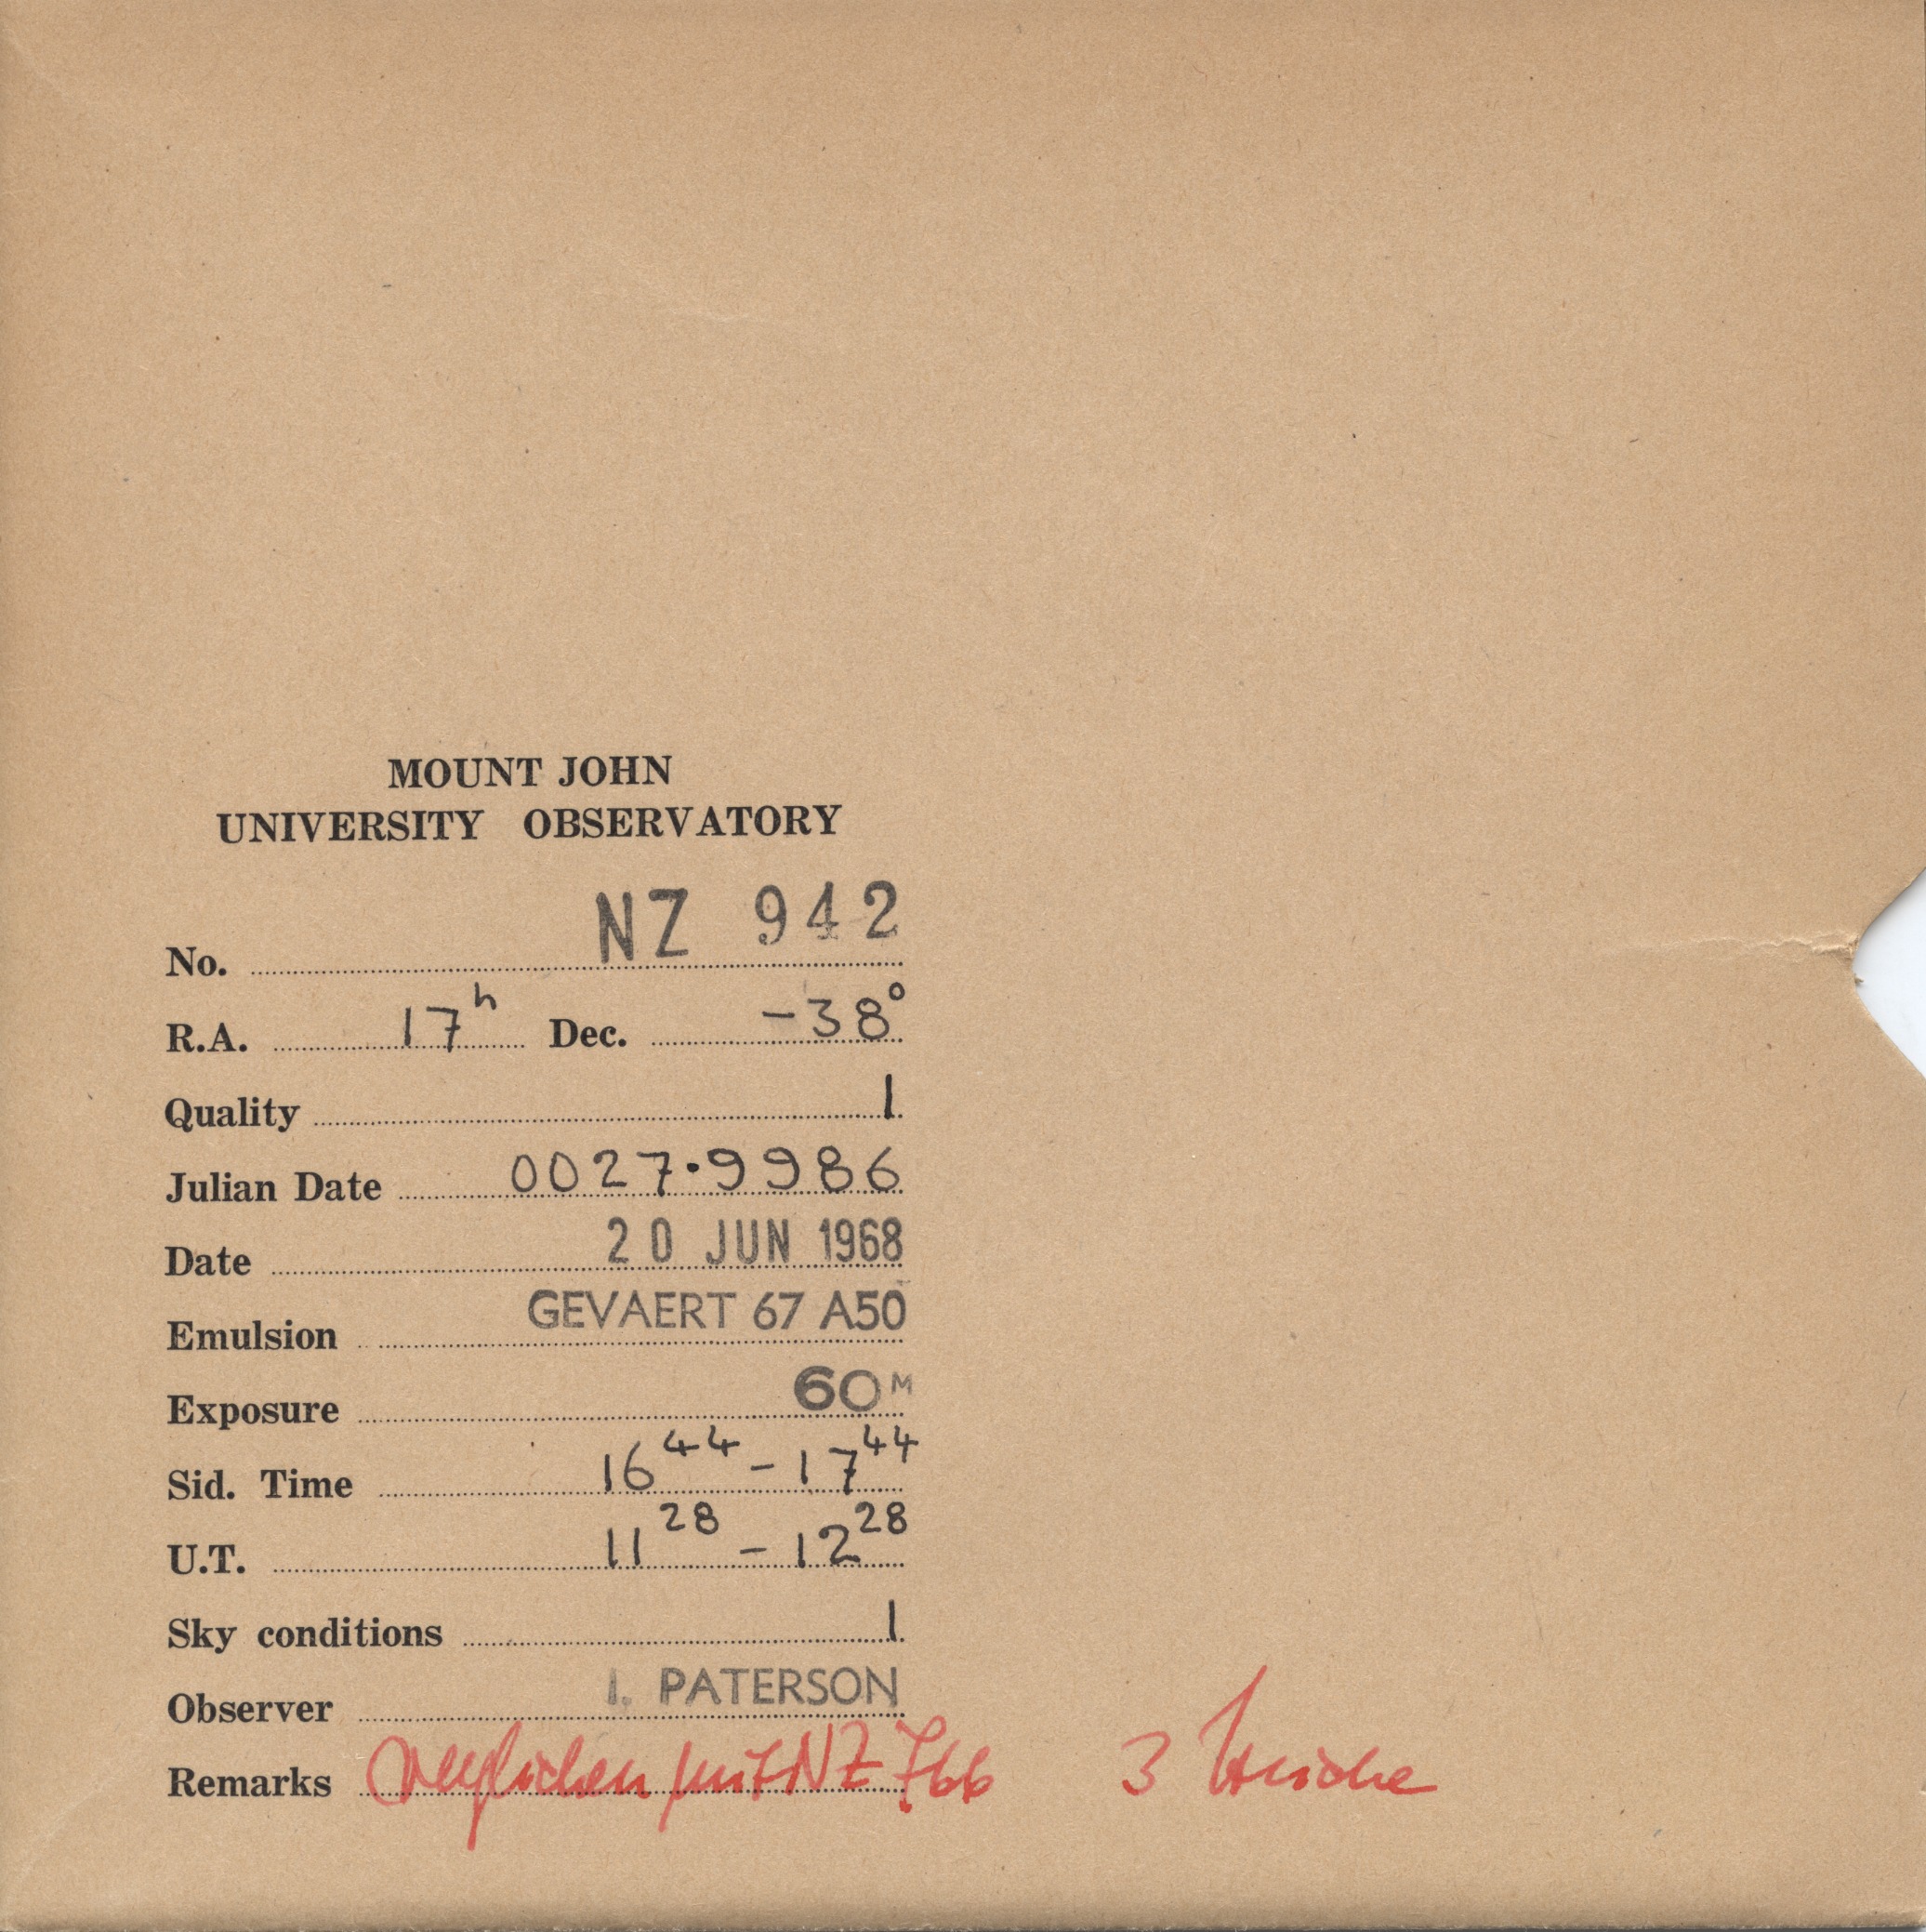 MOUNT JOHN
UNIVERSITY OBSERVATORY
No. NZ 942
R.A. 17h Dec. -38°
Quality 1
Julian Date 0027.9986
Date 20 JUN 1968
Emulsion GEVAERT 67 A50
Exposure 60M
Sid. Time 16 44 - 17 44
U.T. 11 28 - 12 28
Sky conditions 1
Observer I. PATERSON
Remarks verglichen mit NZ 766 3